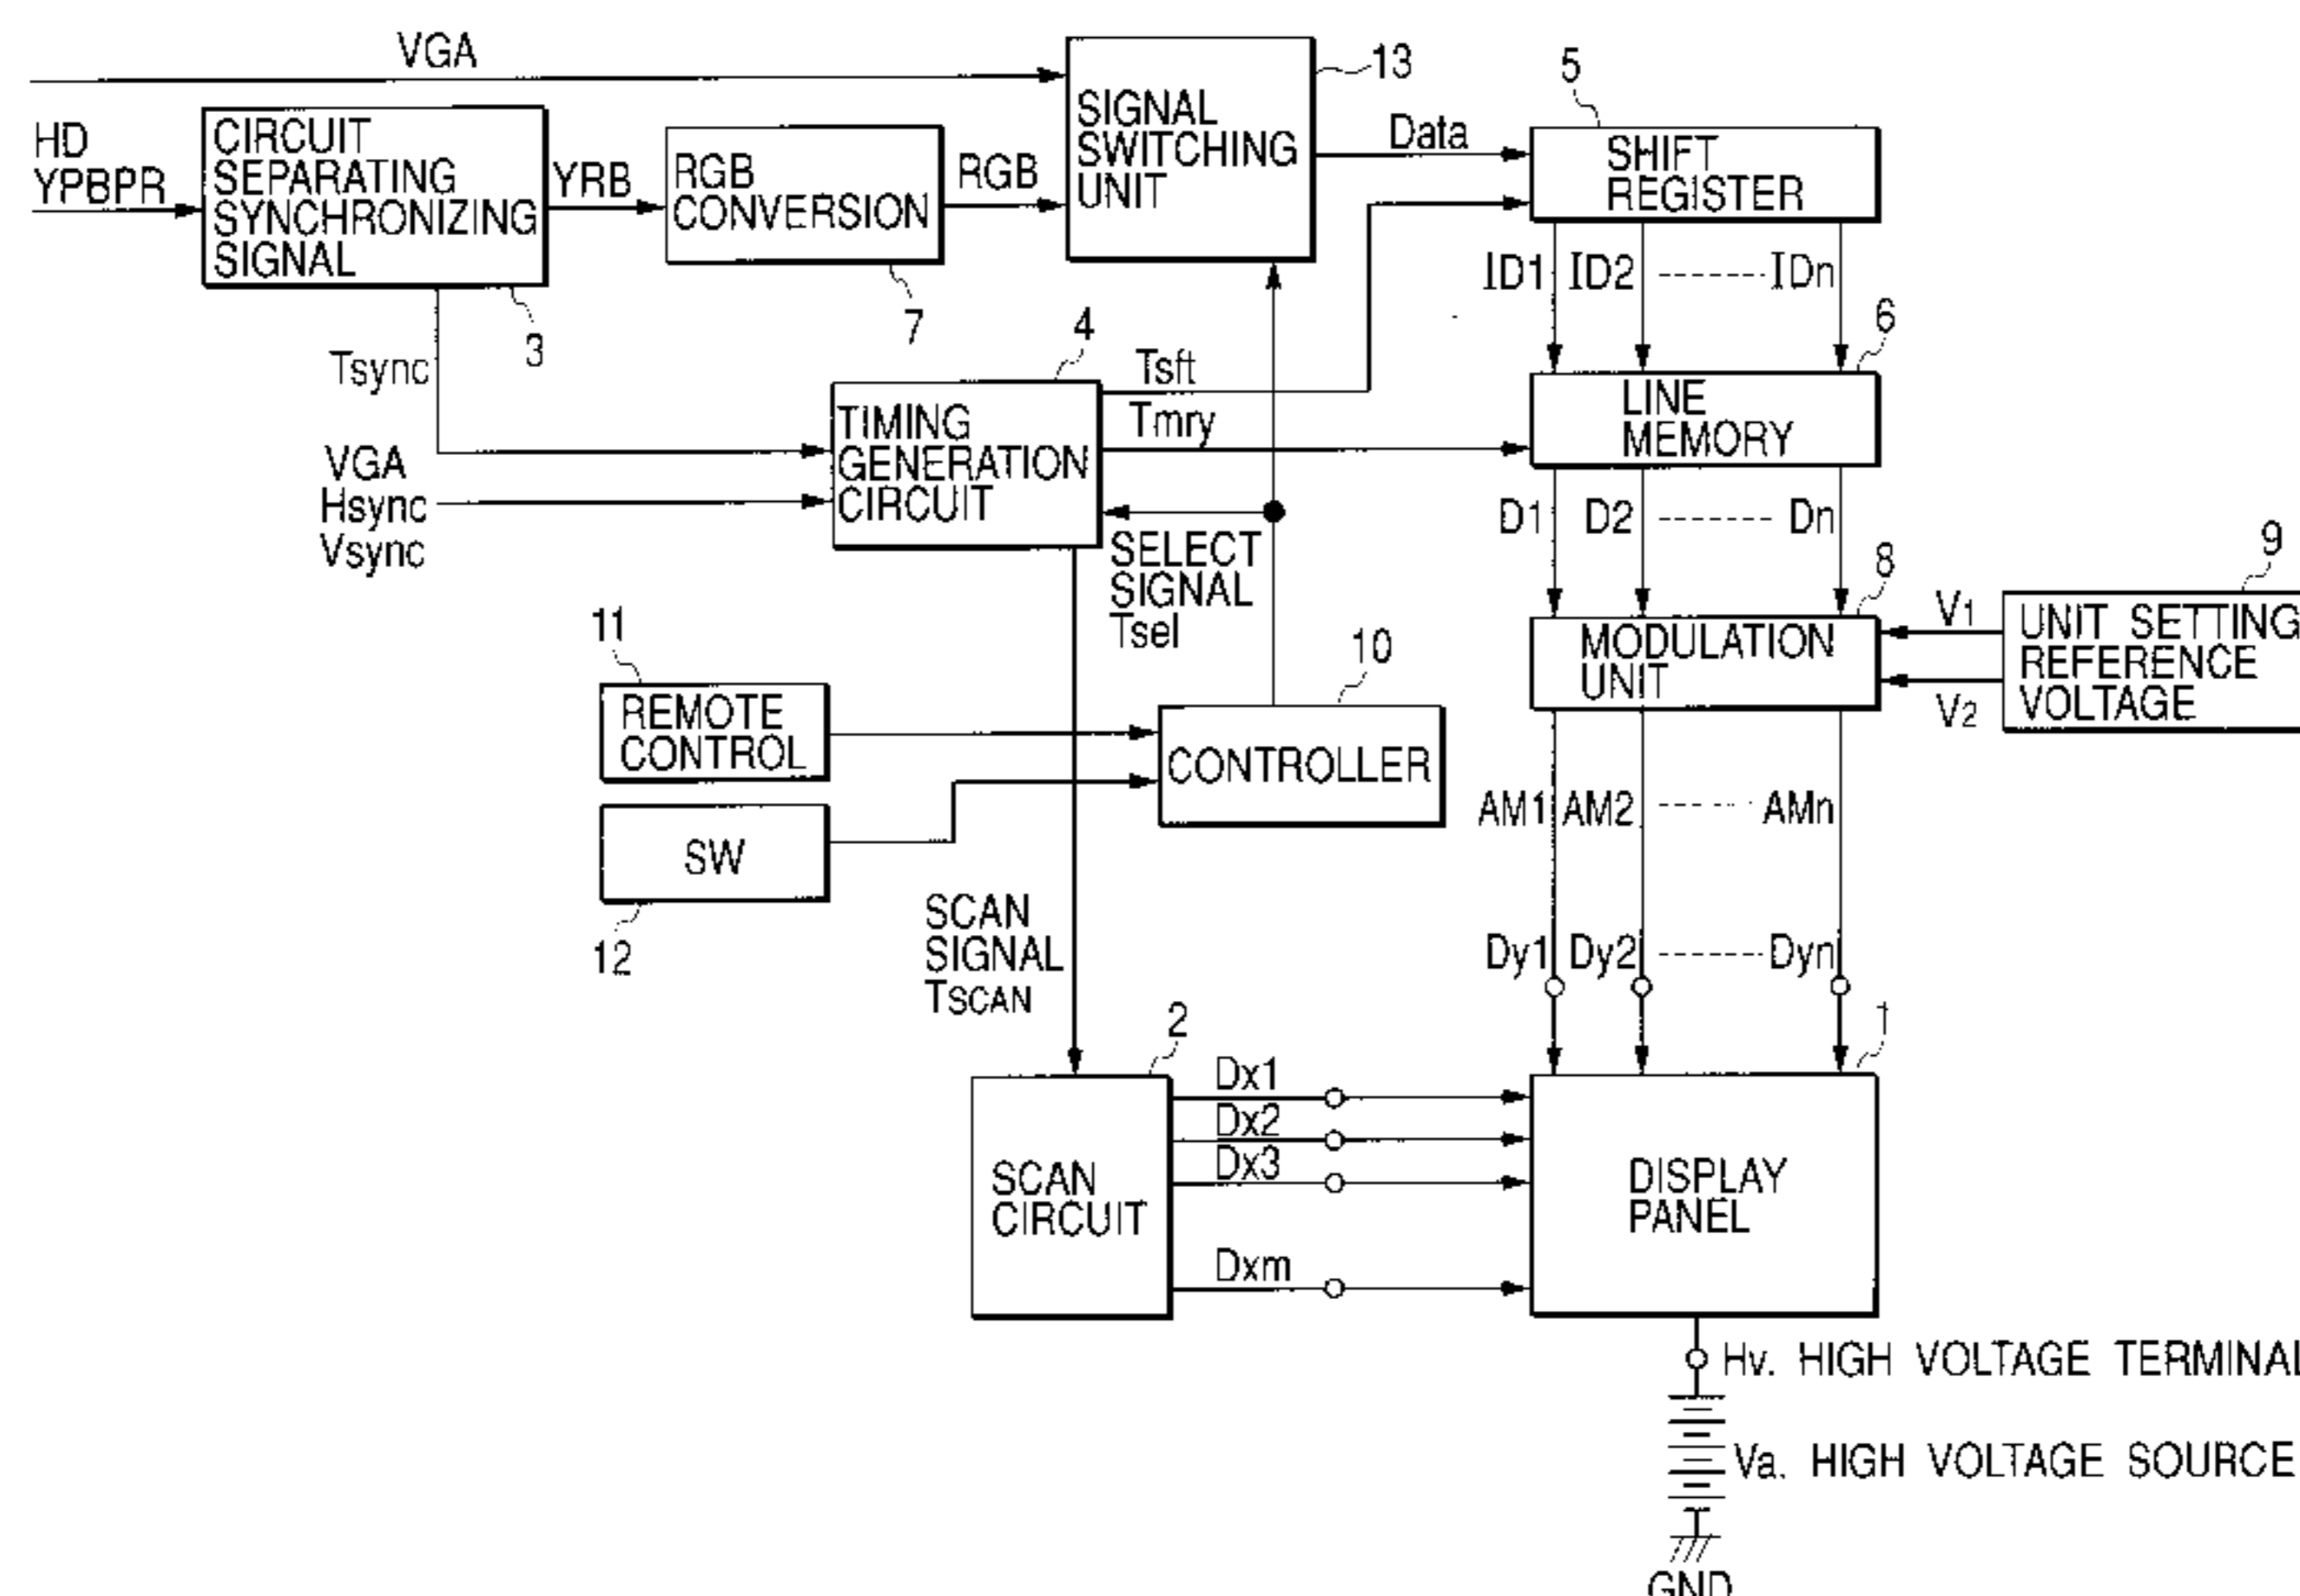 VGA
HD
YPBPR
CIRCUIT
SEPARATING
SYNCHRONIZING
SIGNAL
3
YRB
RGB
CONVERSION
7
RGB
SIGNAL
SWITCHING
UNIT
13
Data
5
SHIFT
REGISTER
ID1 ID2 IDn
Tsync
VGA
Hsync
Vsync
4
TIMING
GENERATION
CIRCUIT
Tsft
Tmry
6
LINE
MEMORY
D1 D2 Dn
SELECT
SIGNAL
Tsel
8
MODULATION
UNIT
V1
V2
9
UNIT SETTING
REFERENCE
VOLTAGE
11
REMOTE
CONTROL
SW
12
10
CONTROLLER
AM1 AM2 AMn
SCAN
SIGNAL
TSCAN
Dy1 Dy2 Dyn
2
SCAN
CIRCUIT
Dx1
Dx2
Dx3
Dxm
1
DISPLAY
PANEL
Hv. HIGH VOLTAGE TERMINAL
Va. HIGH VOLTAGE SOURCE
GND